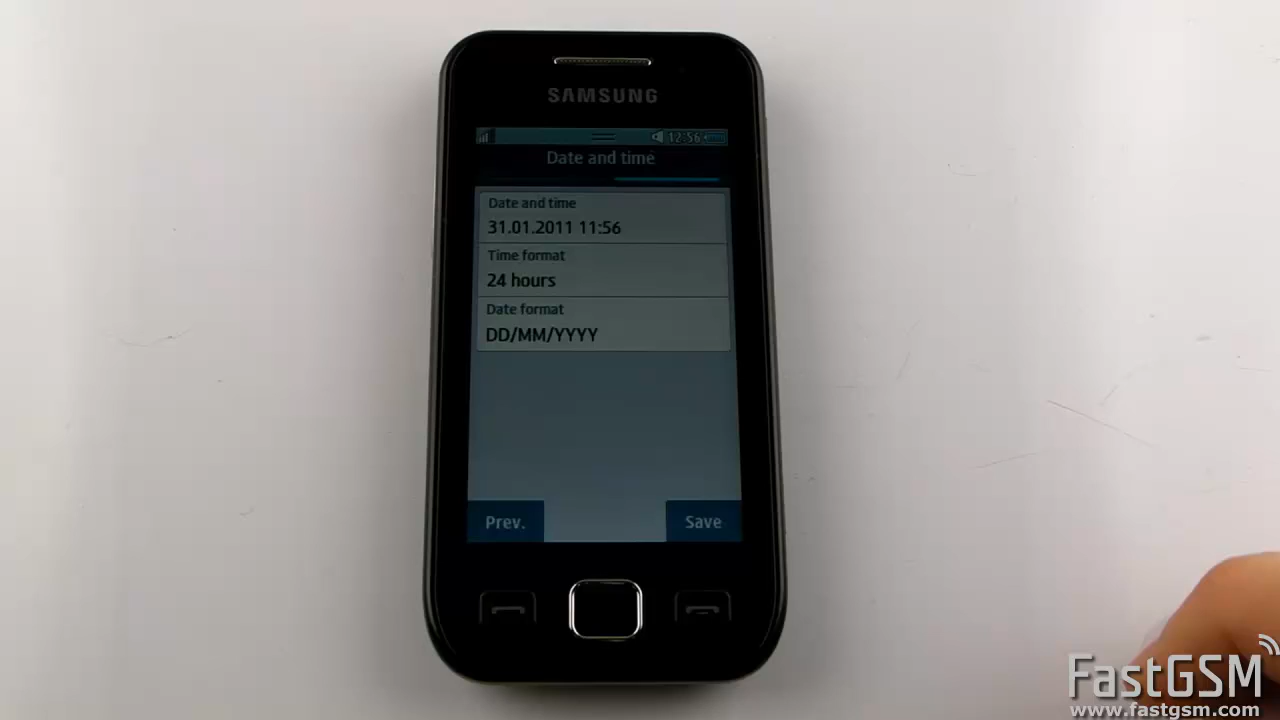 SAMSUNG
12:56
Date and time
Date and time
31.01.2011 11:56
Time format
24 hours
Date format
DD/MM/YYYY
Prev.
Save
FastGSM
www.fastgsm.com